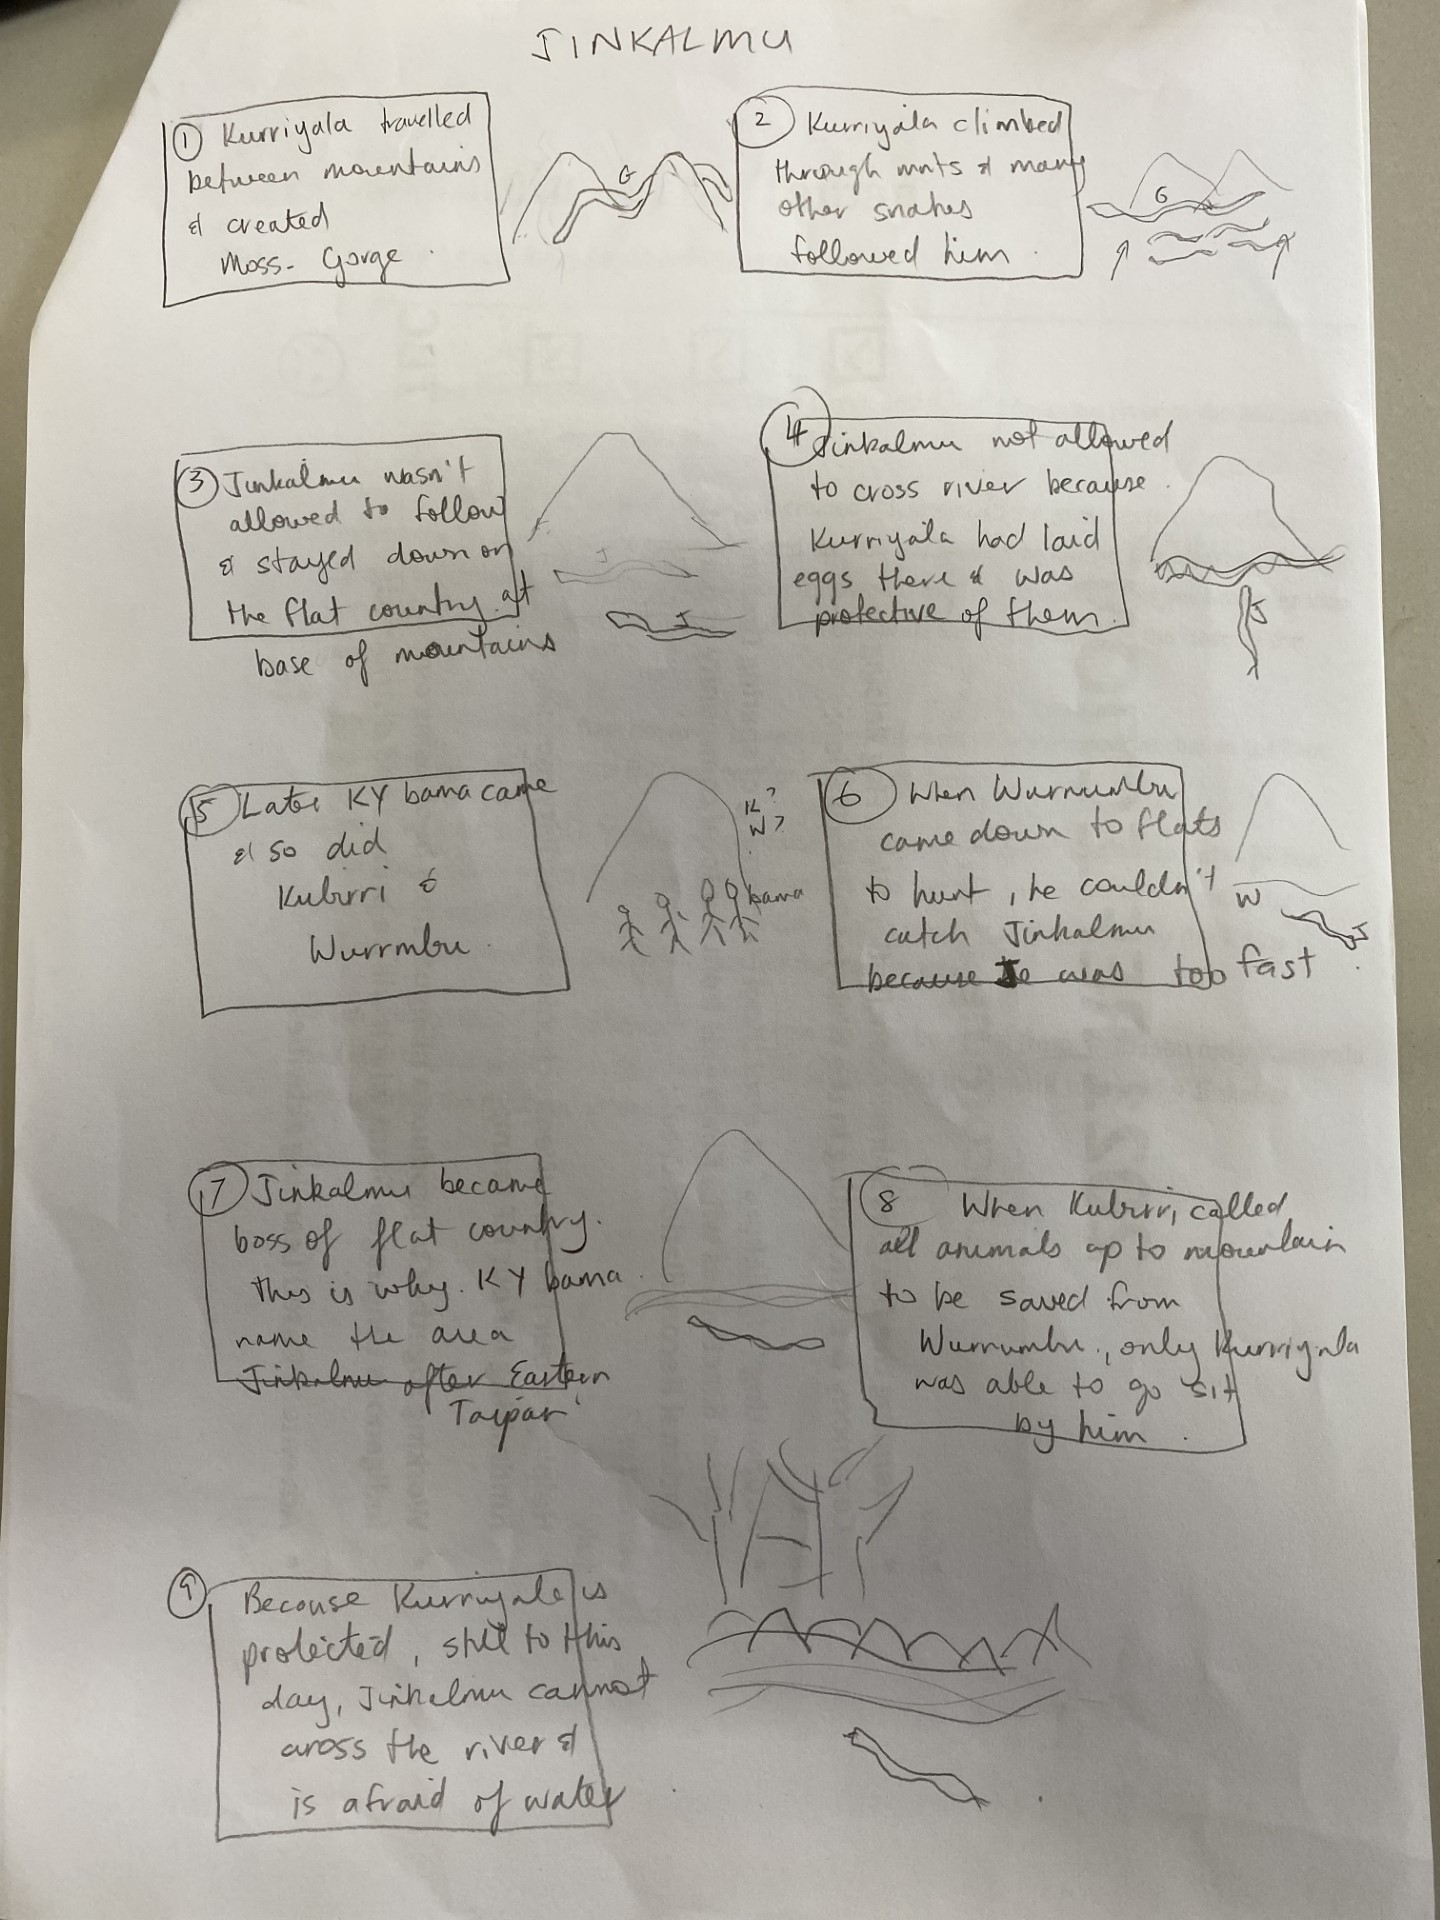 JINKALMU
① Kurriyala travelled
between mountains
& created
Moss- Gorge.
G
② Kurriyala climbed
through mnts & many
other snakes
followed him.
G
③ Jinkalmu wasn't
allowed to follow
& stayed down on
the flat country at
base of mountains
J
J
④ Jinkalmu not allowed
to cross river because
Kurriyala had laid
eggs there & was
protective of them.
J
⑤ Later KY bama came
& so did
Kubirri &
Wurrmbu.
K?
W?
bama
⑥ When Wurrumbu
came down to flats
to hunt, he couldn't
catch Jinkalmu
because Je was too fast.
W
J
⑦ Jinkalmu became
boss of flat country.
This is why KY bama
name the area
Jinkalmu after Eastern
Taipan
⑧ When Kubirri, called
all animals up to mountain
to be saved from
Wurrumbu, only Kurriyala
was able to go sit
by him.
⑨ Because Kurriyala is
protected, still to this
day, Jinkalmu cannot
cross the river &
is afraid of water